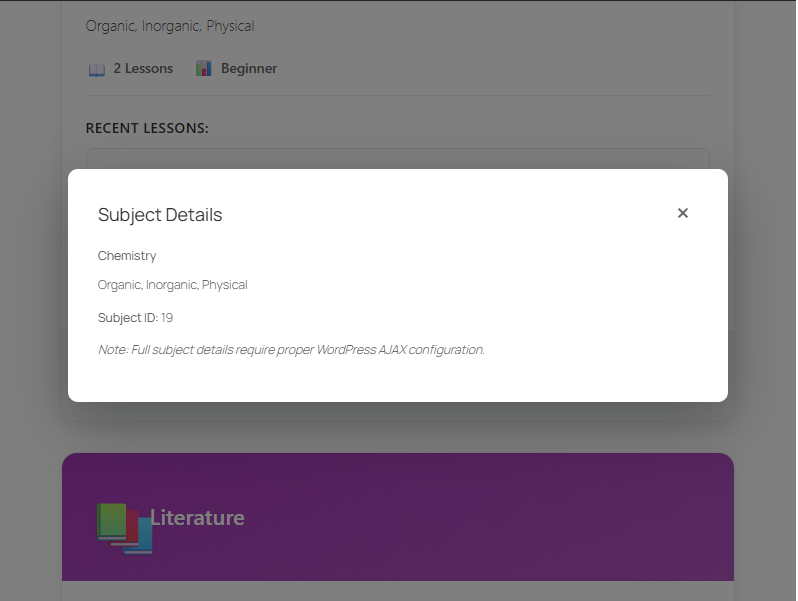 Organic, Inorganic, Physical
2 Lessons Beginner
RECENT LESSONS:
Subject Details ×
Chemistry
Organic, Inorganic, Physical
Subject ID: 19
Note: Full subject details require proper WordPress AJAX configuration.
Literature